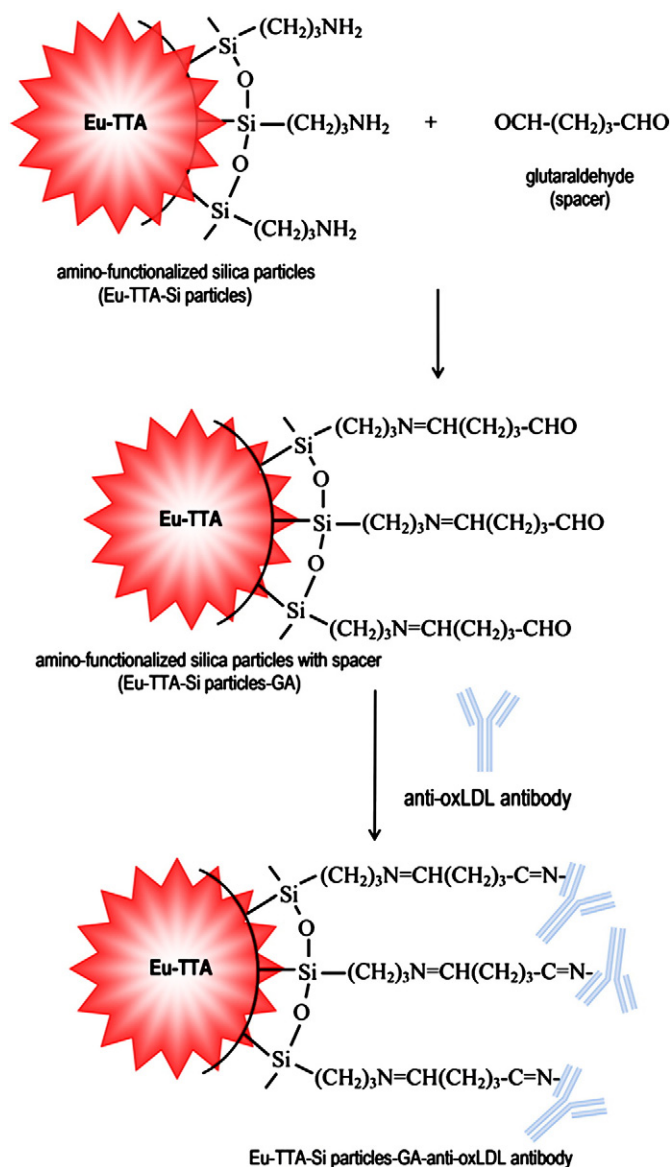 (CH₂)₃NH₂
Si
O
Eu-TTA
Si—(CH₂)₃NH₂ + OCH-(CH₂)₃-CHO
O
glutaraldehyde
(spacer)
Si
(CH₂)₃NH₂
amino-functionalized silica particles
(Eu-TTA-Si particles)
(CH₂)₃N=CH(CH₂)₃-CHO
Si
O
Eu-TTA
Si—(CH₂)₃N=CH(CH₂)₃-CHO
O
Si
(CH₂)₃N=CH(CH₂)₃-CHO
amino-functionalized silica particles with spacer
(Eu-TTA-Si particles-GA)
anti-oxLDL antibody
(CH₂)₃N=CH(CH₂)₃-C=N-
Si
O
Eu-TTA
Si—(CH₂)₃N=CH(CH₂)₃-C=N-
O
Si
(CH₂)₃N=CH(CH₂)₃-C=N-
Eu-TTA-Si particles-GA-anti-oxLDL antibody